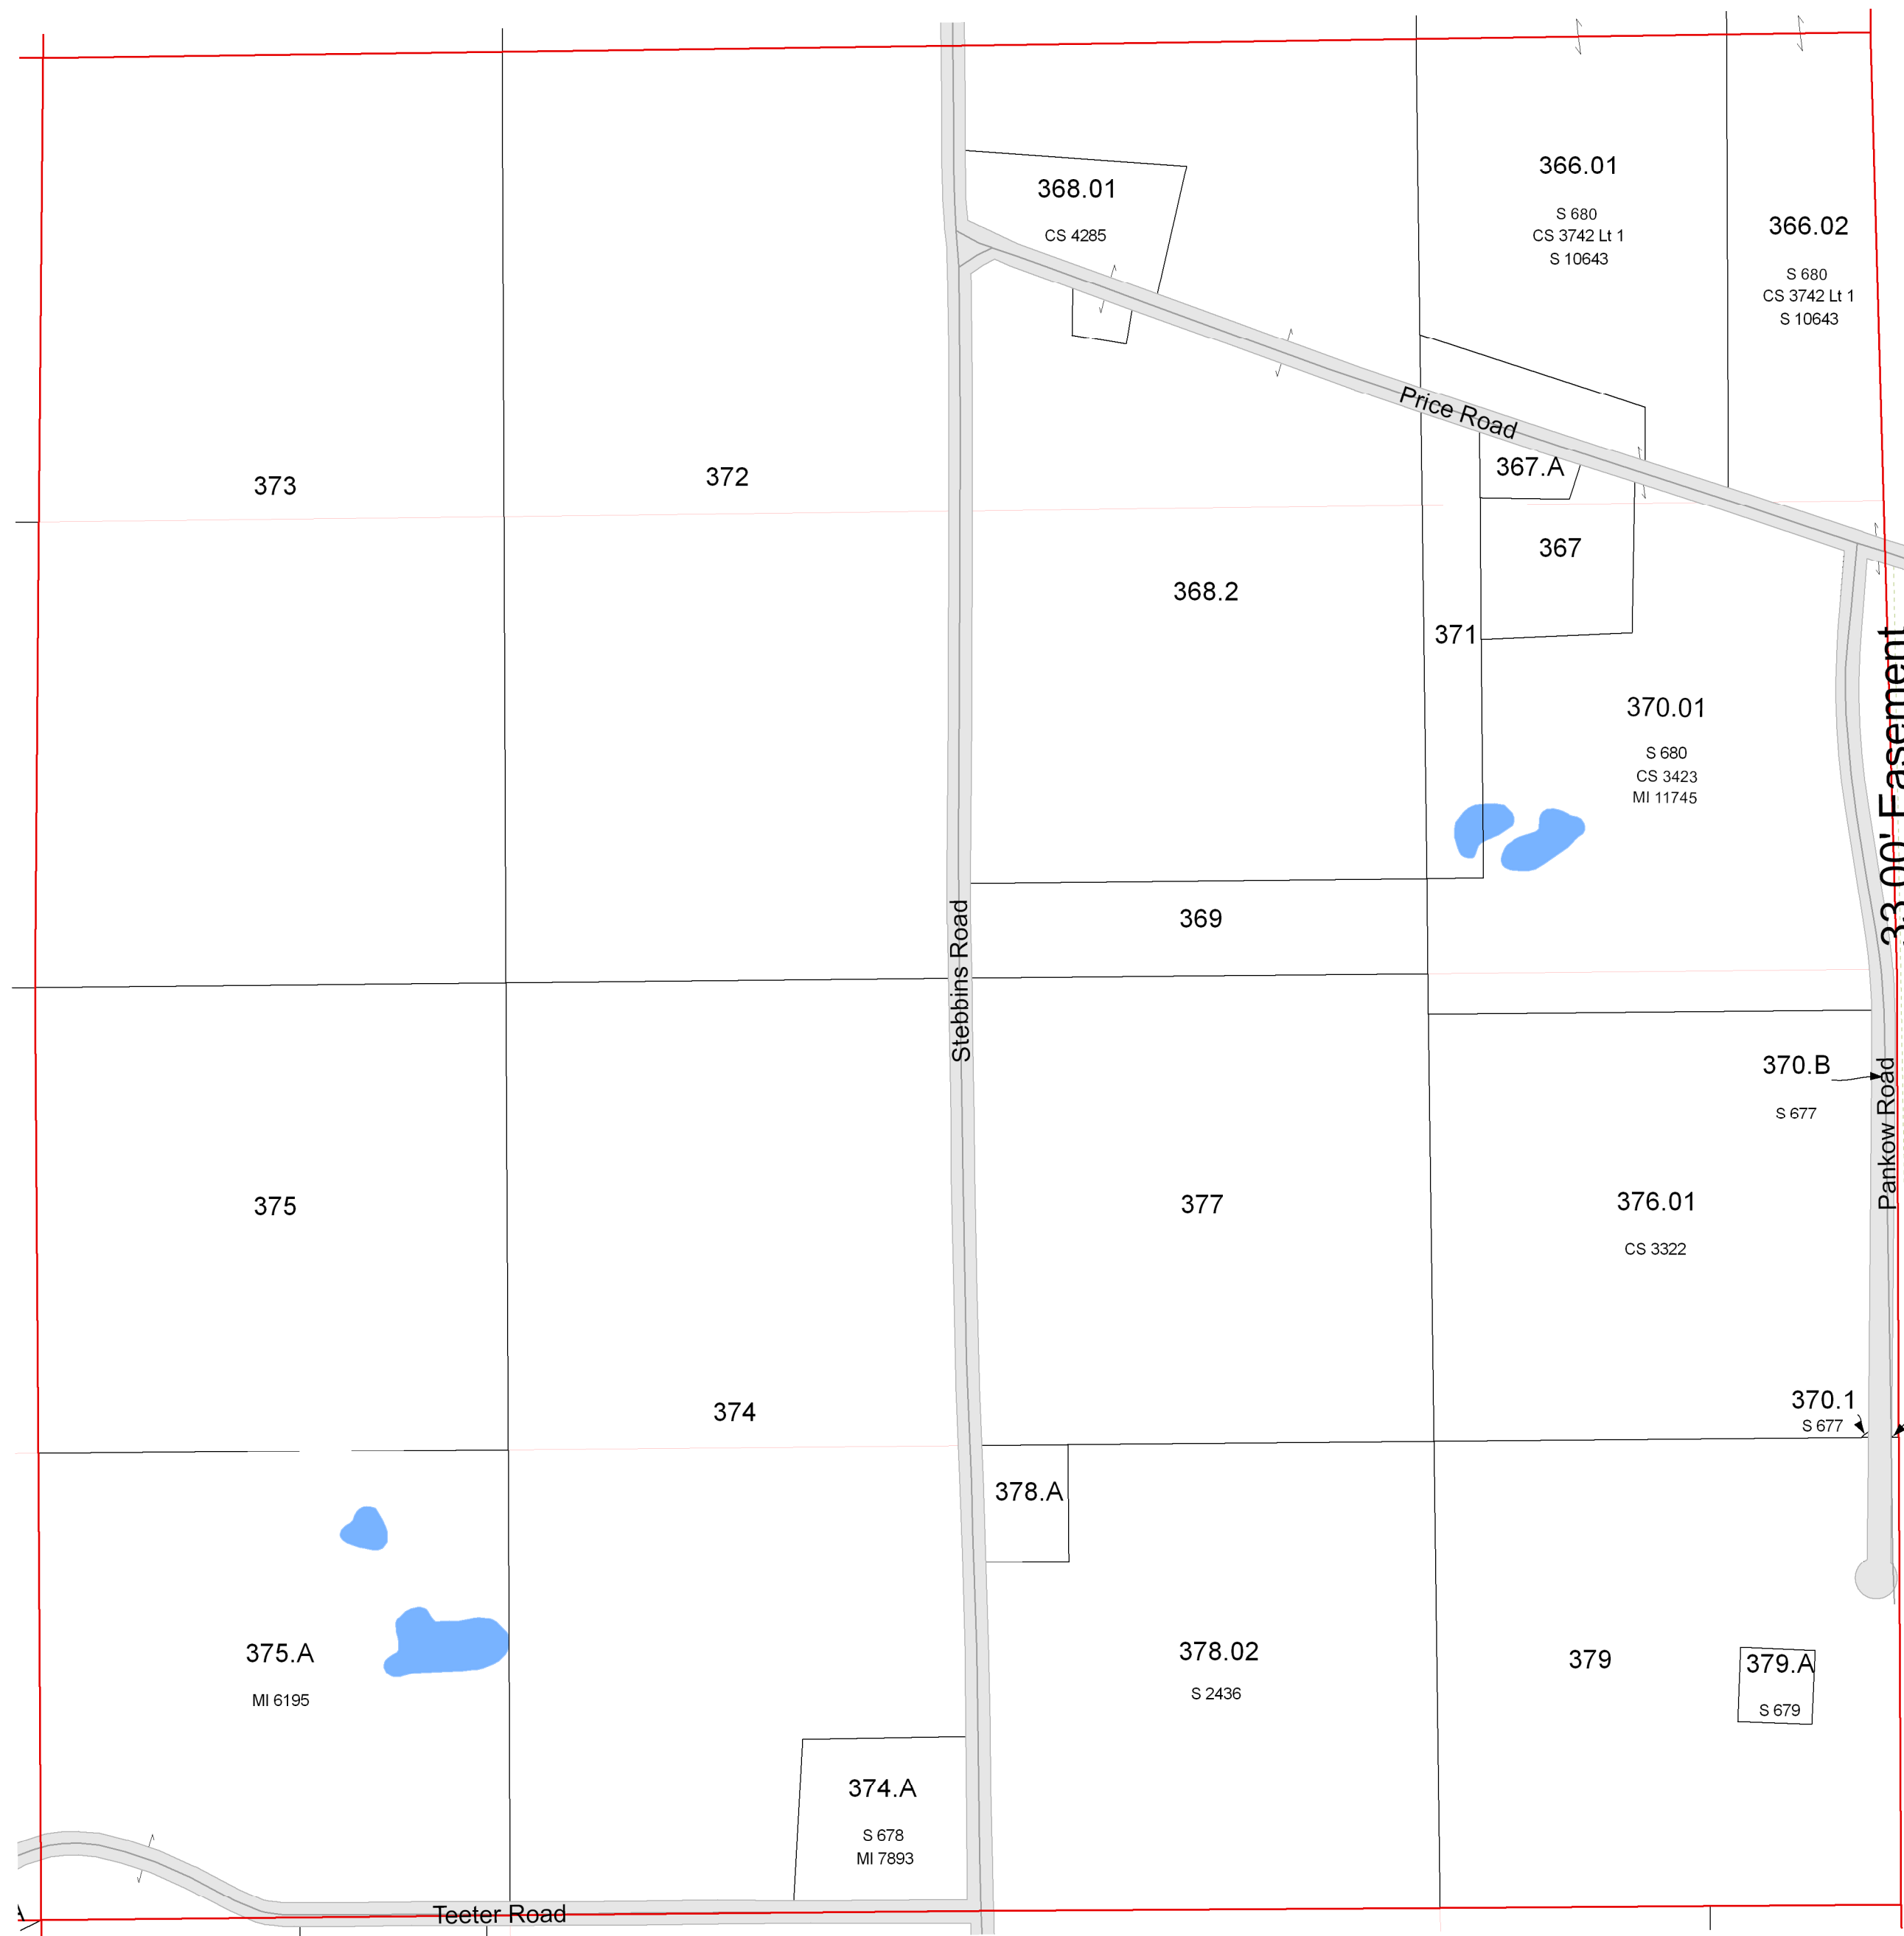 366.01
S 680
CS 3742 Lt 1
S 10643
368.01
CS 4285
366.02
S 680
CS 3742 Lt 1
S 10643
Price Road
367.A
373
372
367
368.2
371
370.01
S 680
CS 3423
MI 11745
33.00' Easement
369
Stebbins Road
370.B
S 677
Pankow Road
375
377
376.01
CS 3322
370.1
S 677
374
378.A
375.A
MI 6195
378.02
S 2436
379
379.A
S 679
374.A
S 678
MI 7893
Teeter Road